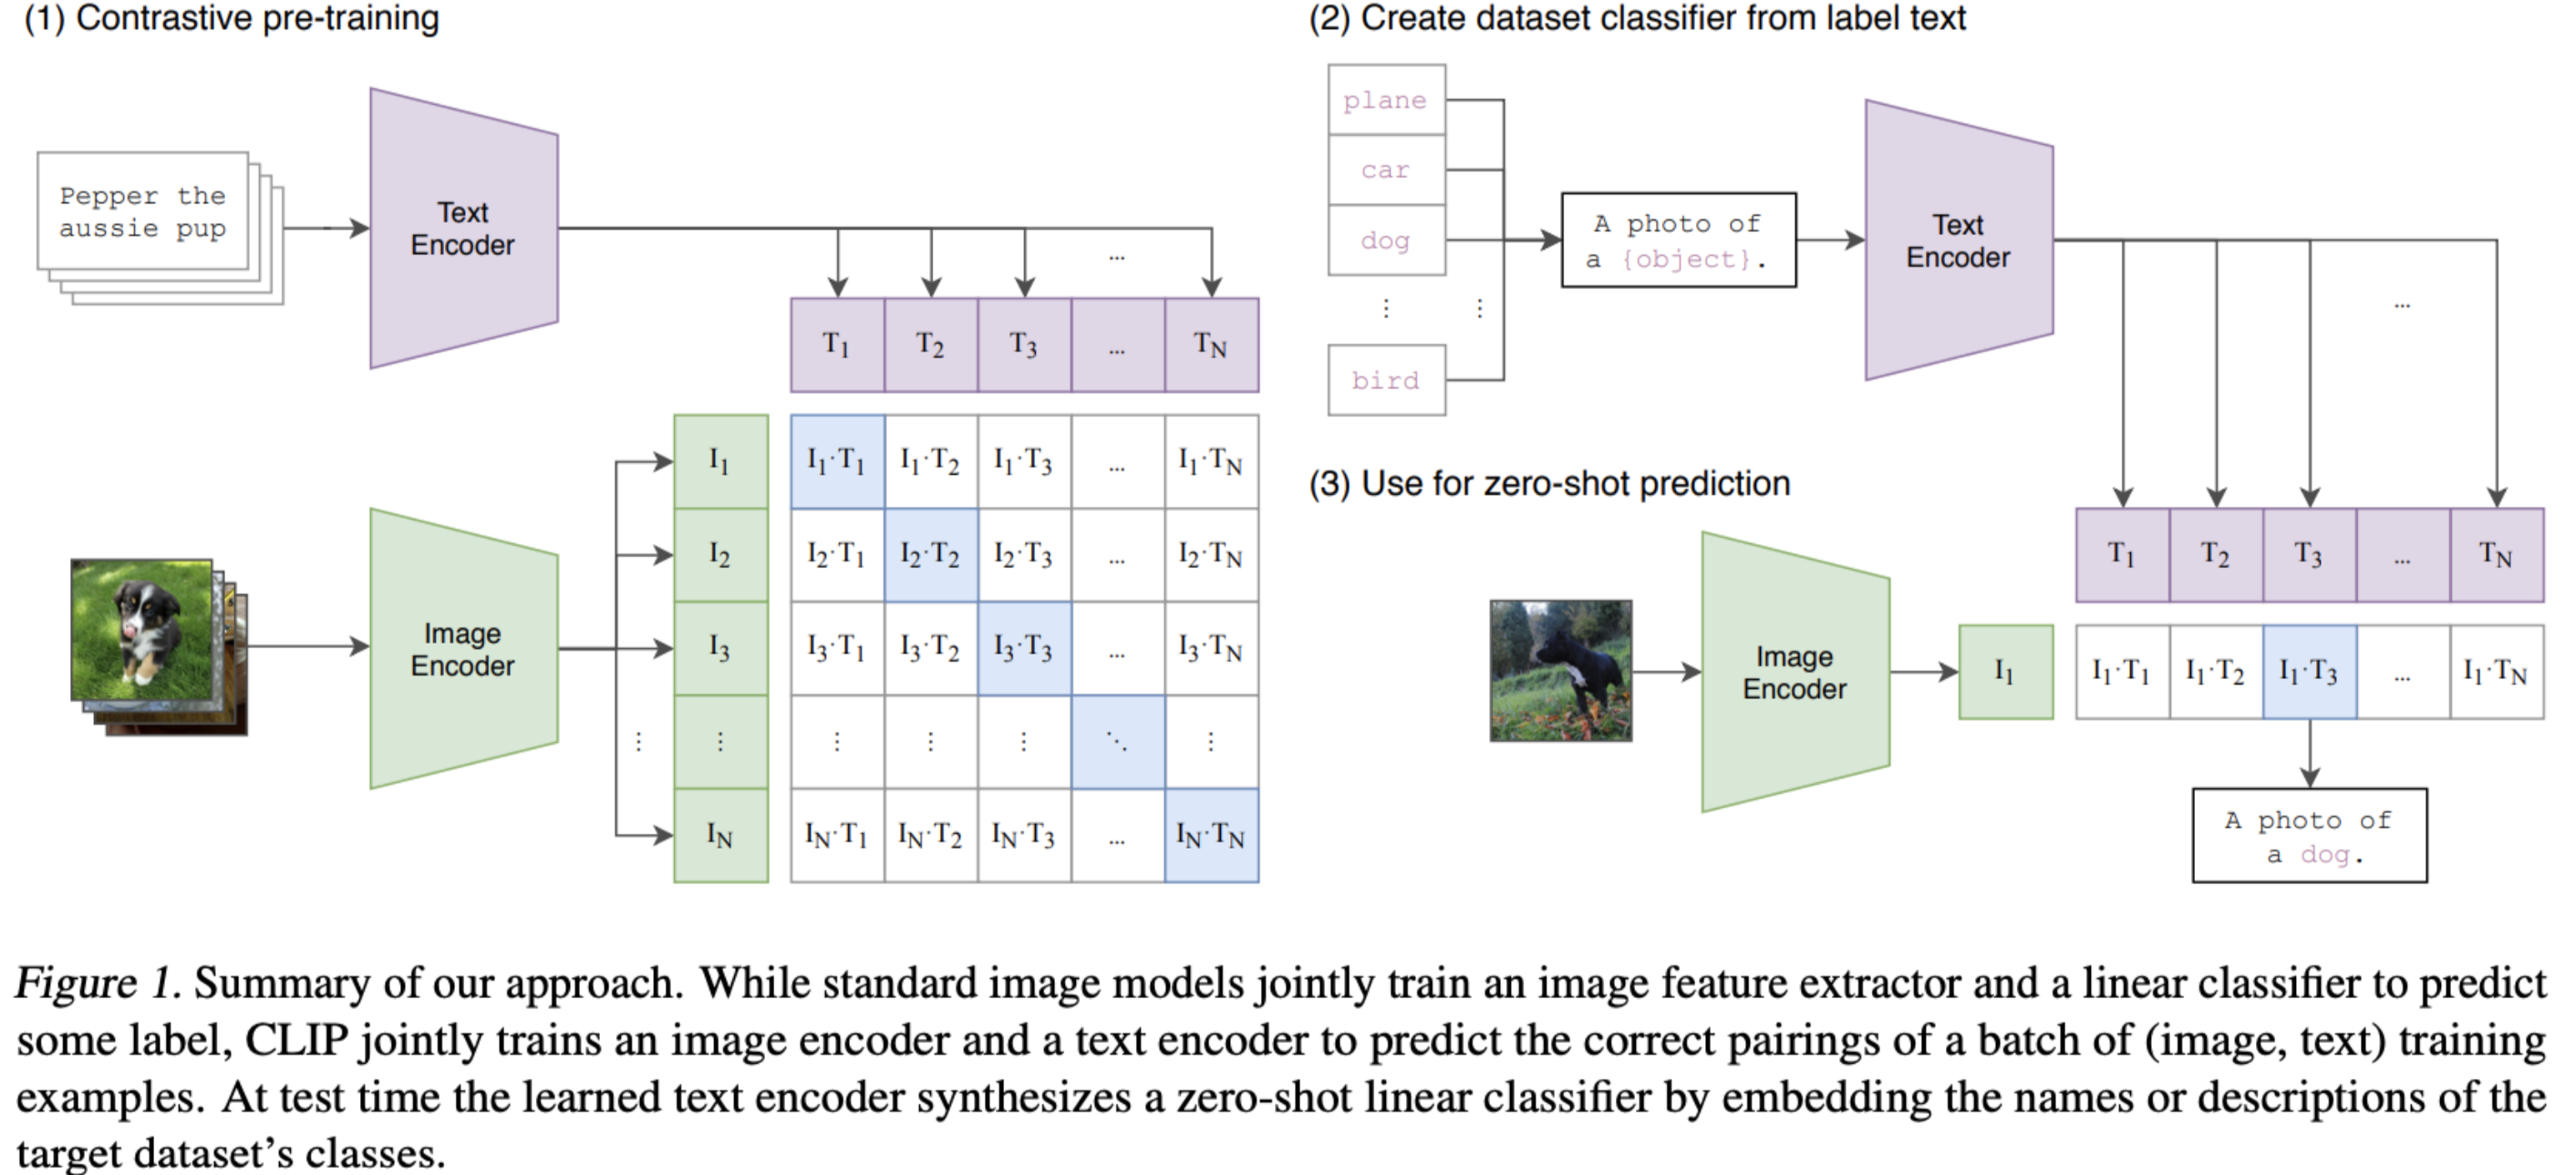 (1) Contrastive pre-training
Pepper the
aussie pup
Text
Encoder
...
T1 T2 T3 ... TN
Image
Encoder
⋮
I1
I2
I3
⋮
IN
I1·T1 I1·T2 I1·T3 ... I1·TN
I2·T1 I2·T2 I2·T3 ... I2·TN
I3·T1 I3·T2 I3·T3 ... I3·TN
⋮ ⋮ ⋮ ⋱ ⋮
IN·T1 IN·T2 IN·T3 ... IN·TN
(2) Create dataset classifier from label text
plane
car
dog
⋮ ⋮
bird
A photo of
a {object}.
Text
Encoder
...
(3) Use for zero-shot prediction
T1 T2 T3 ... TN
Image
Encoder
I1
I1·T1 I1·T2 I1·T3 ... I1·TN
A photo of
a dog.
Figure 1. Summary of our approach. While standard image models jointly train an image feature extractor and a linear classifier to predict
some label, CLIP jointly trains an image encoder and a text encoder to predict the correct pairings of a batch of (image, text) training
examples. At test time the learned text encoder synthesizes a zero-shot linear classifier by embedding the names or descriptions of the
target dataset’s classes.